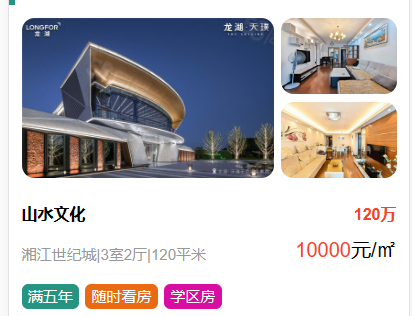 LONGFOR
龙湖
龙湖·天璞
山水文化
120万
湘江世纪城|3室2厅|120平米
10000元/㎡
满五年
随时看房
学区房